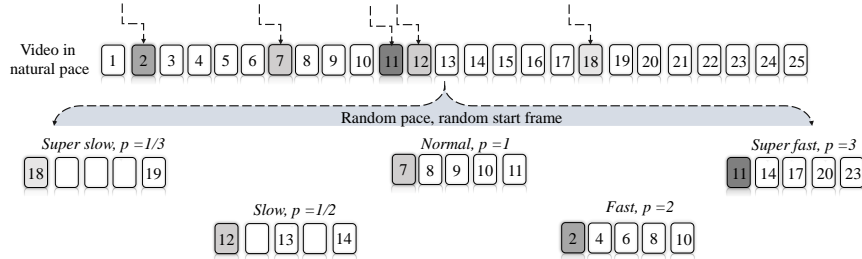 Video in
natural pace
1 2 3 4 5 6 7 8 9 10 11 12 13 14 15 16 17 18 19 20 21 22 23 24 25
Random pace, random start frame
Super slow, p =1/3
Normal, p =1
Super fast, p =3
18 19
7 8 9 10 11
11 14 17 20 23
Slow, p =1/2
Fast, p =2
12 13 14
2 4 6 8 10